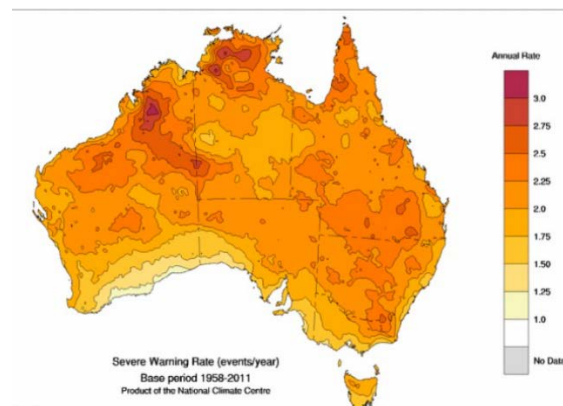 Annual Rate
3.0
2.75
2.5
2.25
2.0
1.75
1.50
1.25
1.0
No Data
Severe Warning Rate (events/year)
Base period 1958-2011
Product of the National Climate Centre